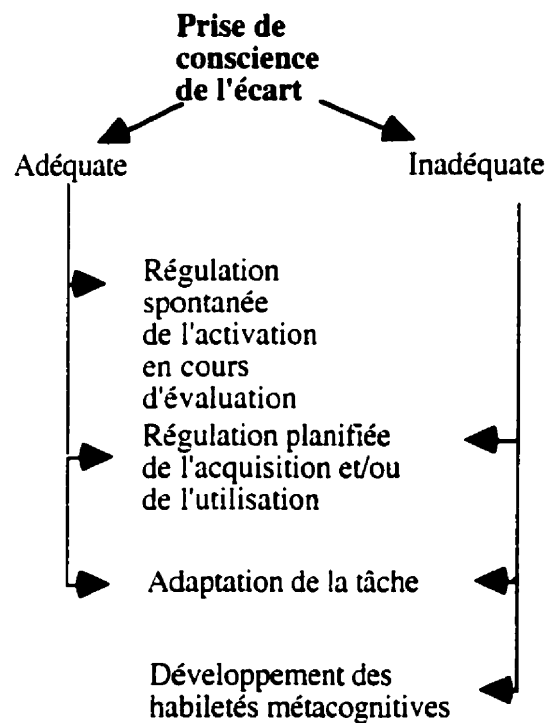 Prise de
conscience
de l'écart
Adéquate
Inadéquate
Régulation
spontanée
de l'activation
en cours
d'évaluation
Régulation planifiée
de l'acquisition et/ou
de l'utilisation
Adaptation de la tâche
Développement des
habiletés métacognitives